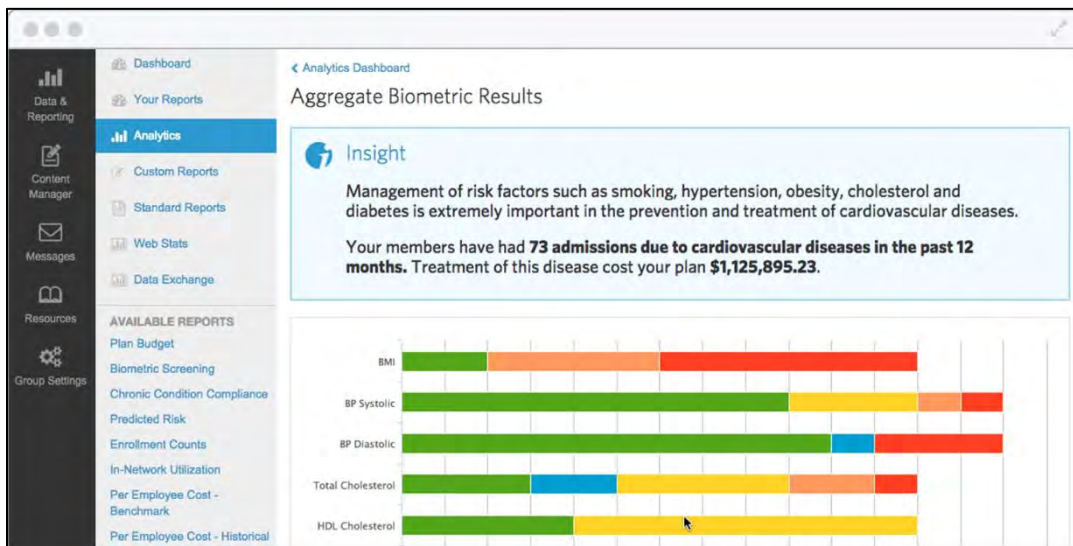 Data &
Reporting
Content
Manager
Messages
Resources
Group Settings
Dashboard
Your Reports
Analytics
Custom Reports
Standard Reports
Web Stats
Data Exchange
AVAILABLE REPORTS
Plan Budget
Biometric Screening
Chronic Condition Compliance
Predicted Risk
Enrollment Counts
In-Network Utilization
Per Employee Cost -
Benchmark
Per Employee Cost - Historical
Analytics Dashboard
Aggregate Biometric Results
Insight
Management of risk factors such as smoking, hypertension, obesity, cholesterol and
diabetes is extremely important in the prevention and treatment of cardiovascular diseases.
Your members have had 73 admissions due to cardiovascular diseases in the past 12
months. Treatment of this disease cost your plan $1,125,895.23.
BMI
BP Systolic
BP Diastolic
Total Cholesterol
HDL Cholesterol